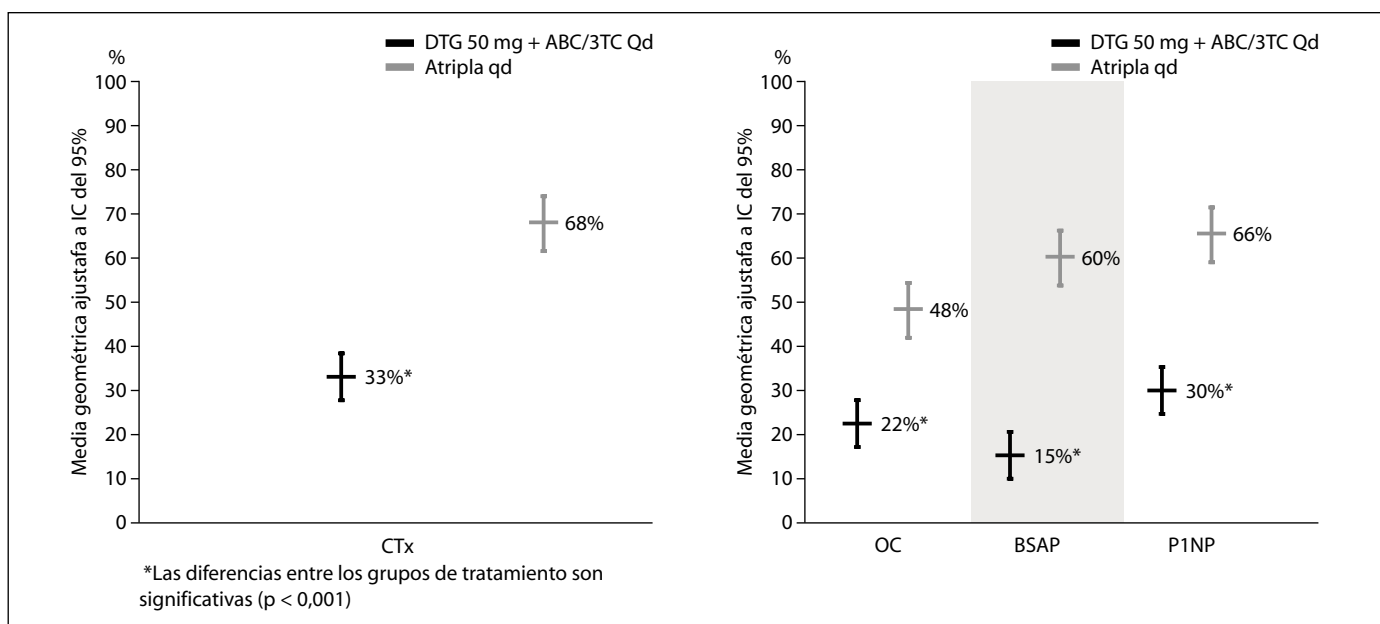 DTG 50 mg + ABC/3TC Qd
Atripla qd
%
Media geométrica ajustafa a IC del 95%
100
90
80
70
60
50
40
30
20
10
0
68%
33%*
CTx
*Las diferencias entre los grupos de tratamiento son
significativas (p < 0,001)
DTG 50 mg + ABC/3TC Qd
Atripla qd
%
Media geométrica ajustafa a IC del 95%
100
90
80
70
60
50
40
30
20
10
0
48%
22%*
60%
15%*
66%
30%*
OC
BSAP
P1NP